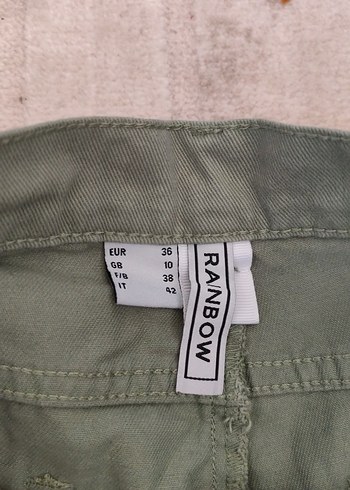 EUR 36
GB 10
F/B 38
IT 42
RAINBOW